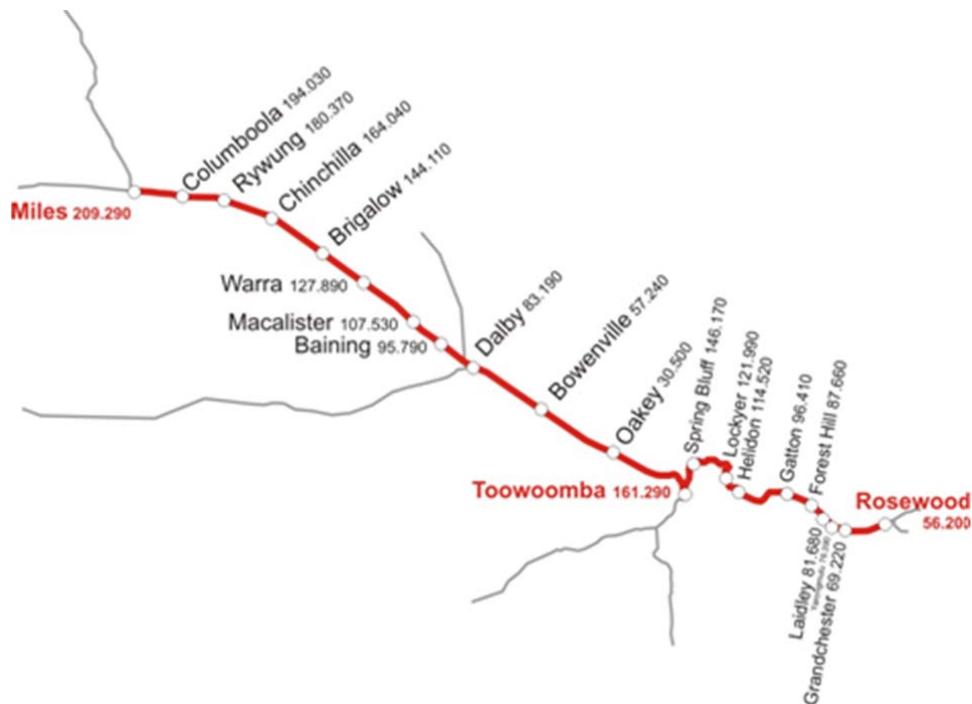 Columboola 194.030
Rywung 180.370
Chinchilla 164.040
Brigalow 144.110
Miles 209.290
Warra 127.890
Macalister 107.530
Baining 95.790
Dalby 83.190
Bowenville 57.240
Oakey 30.500
Spring Bluff 146.170
Lockyer 121.990
Helidon 114.520
Gatton 96.410
Forest Hill 87.660
Toowoomba 161.290
Rosewood
56.200
Laidley 81.680
Grandchester 69.220